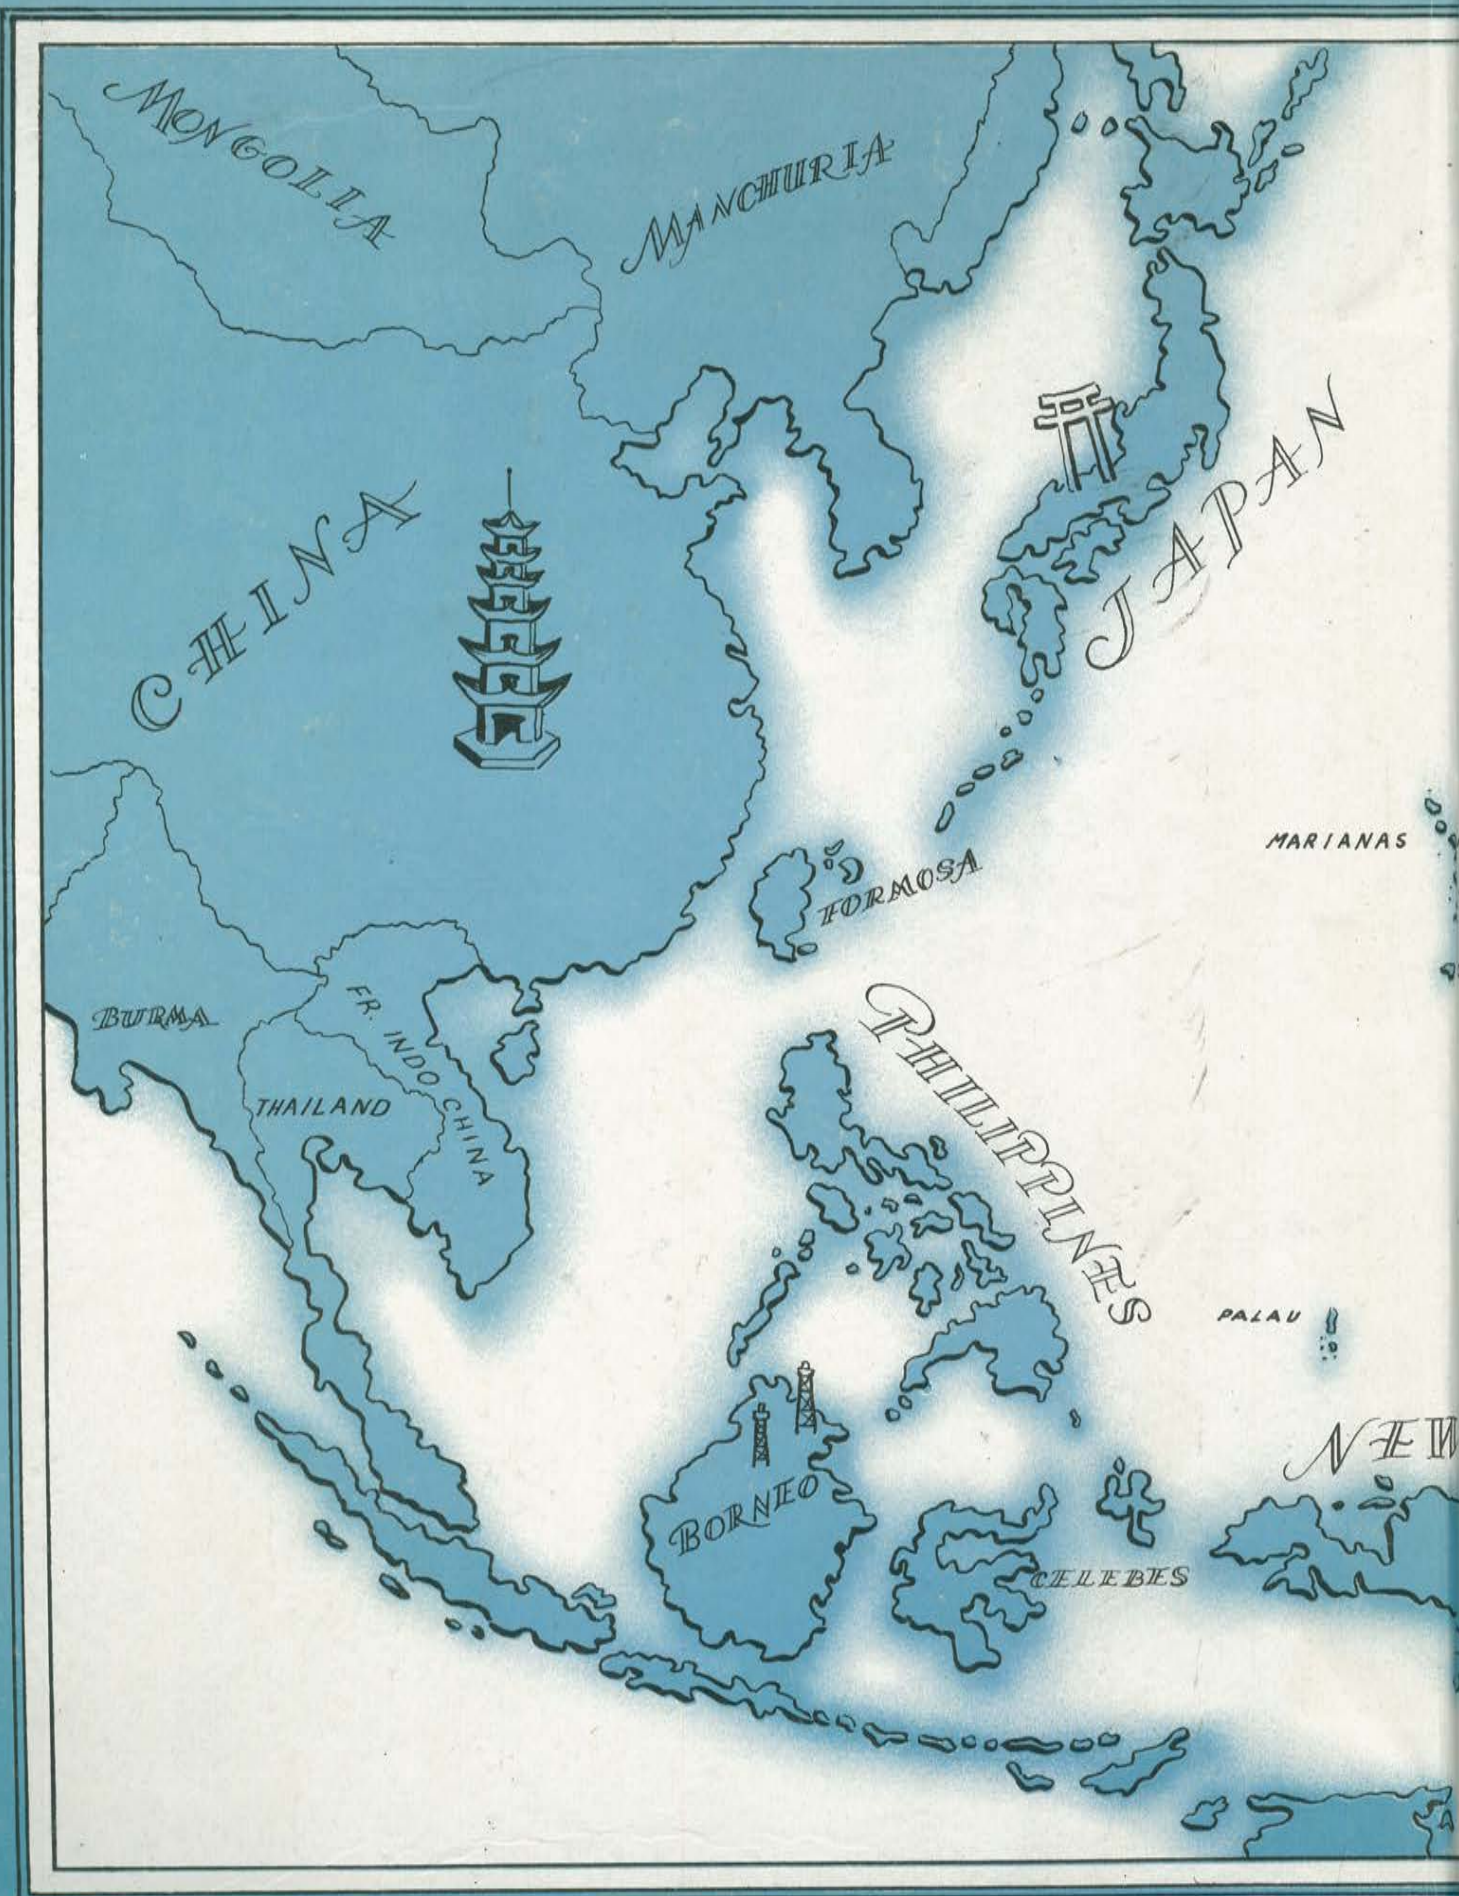 MONGOLIA
MANCHURIA
CHINA
JAPAN
MARIANAS
FORMOSA
BURMA
FR. INDO CHINA
THAILAND
PHILIPPINES
PALAU
NEW
BORNEO
CELEBES